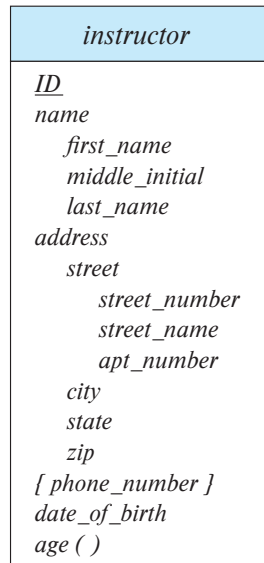 instructor
ID
name
first_name
middle_initial
last_name
address
street
street_number
street_name
apt_number
city
state
zip
{ phone_number }
date_of_birth
age ( )